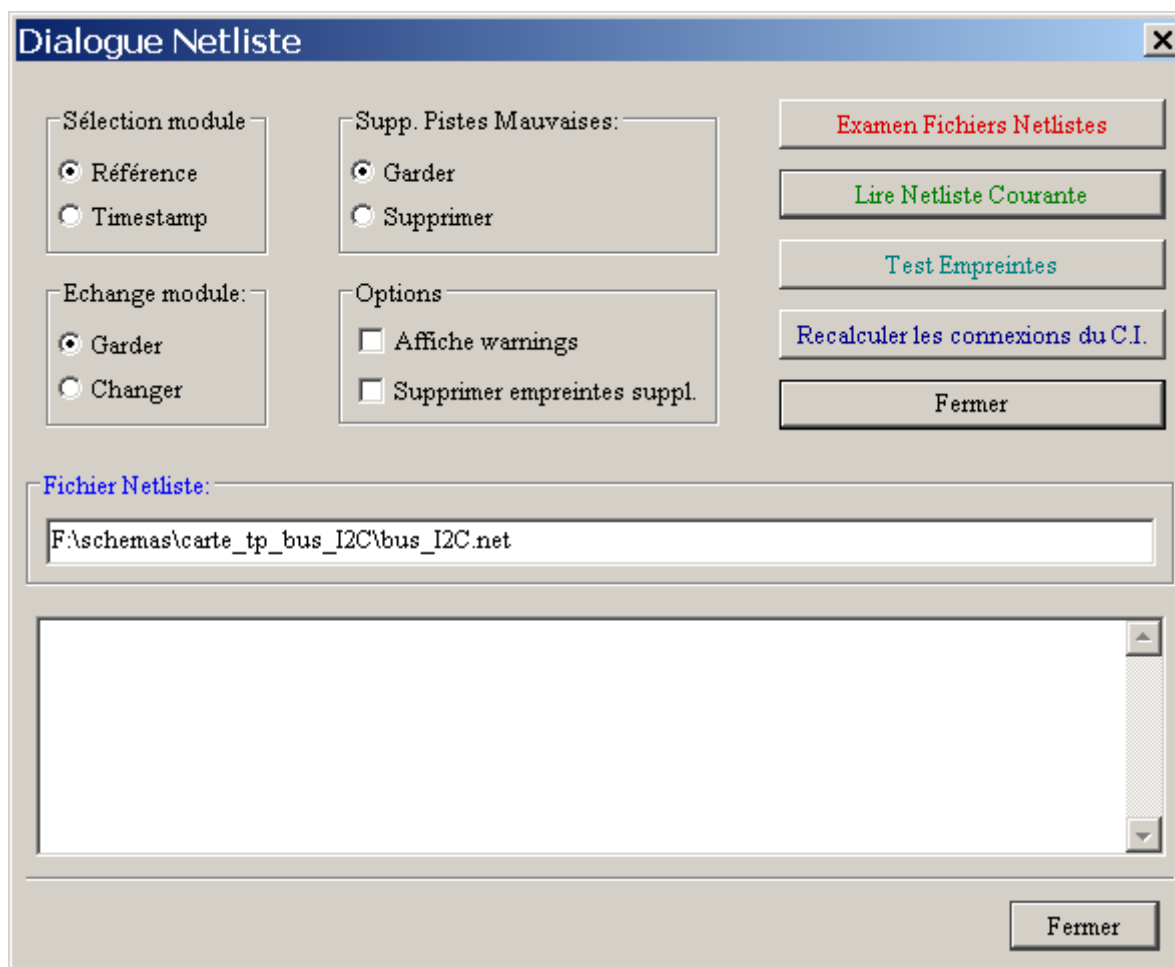 Dialogue Netliste
Sélection module
Référence
Timestamp
Supp. Pistes Mauvaises:
Garder
Supprimer
Examen Fichiers Netlistes
Lire Netliste Courante
Test Empreintes
Recalculer les connexions du C.I.
Fermer
Echange module:
Garder
Changer
Options
Affiche warnings
Supprimer empreintes suppl.
Fichier Netliste:
F:\schemas\carte_tp_bus_I2C\bus_I2C.net
Fermer